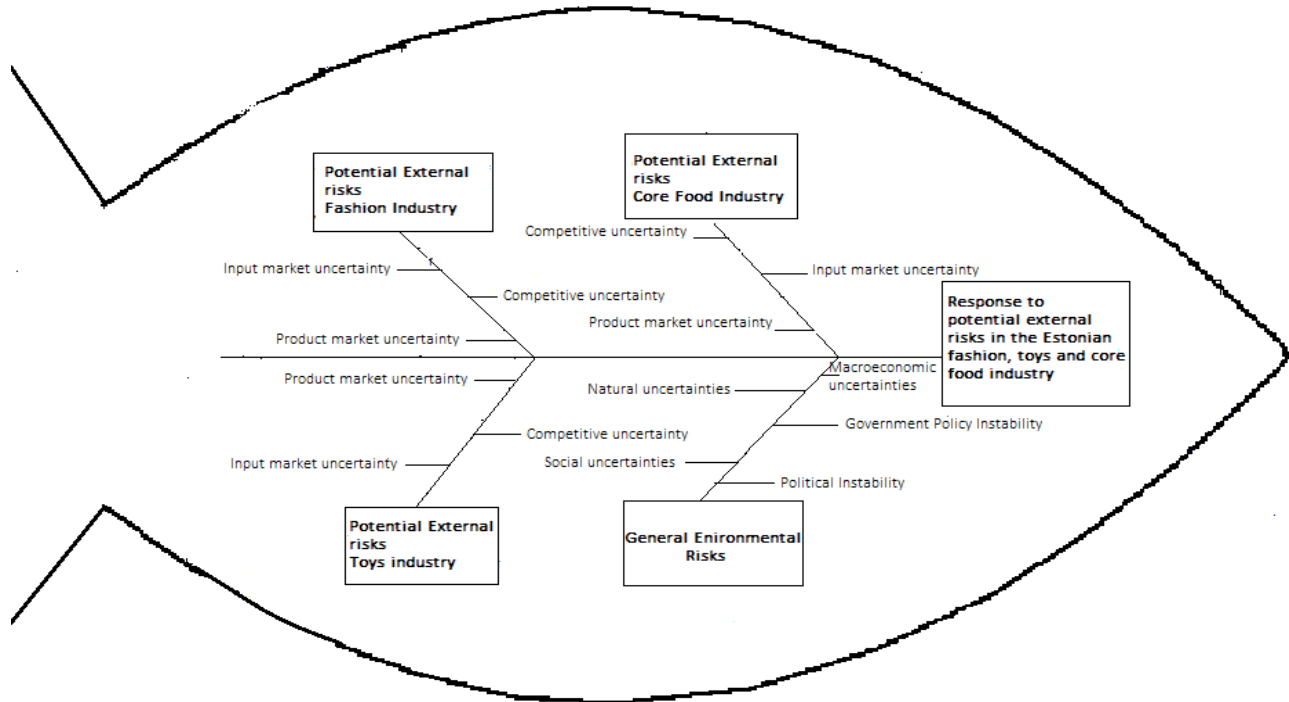 Potential External
risks
Fashion Industry
Potential External
risks
Core Food Industry
Competitive uncertainty
Input market uncertainty
Input market uncertainty
Competitive uncertainty
Product market uncertainty
Product market uncertainty
Response to
potential external
risks in the Estonian
fashion, toys and core
food industry
Product market uncertainty
Macroeconomic
uncertainties
Natural uncertainties
Government Policy Instability
Competitive uncertainty
Input market uncertainty
Social uncertainties
Political Instability
Potential External
risks
Toys industry
General Enironmental
Risks